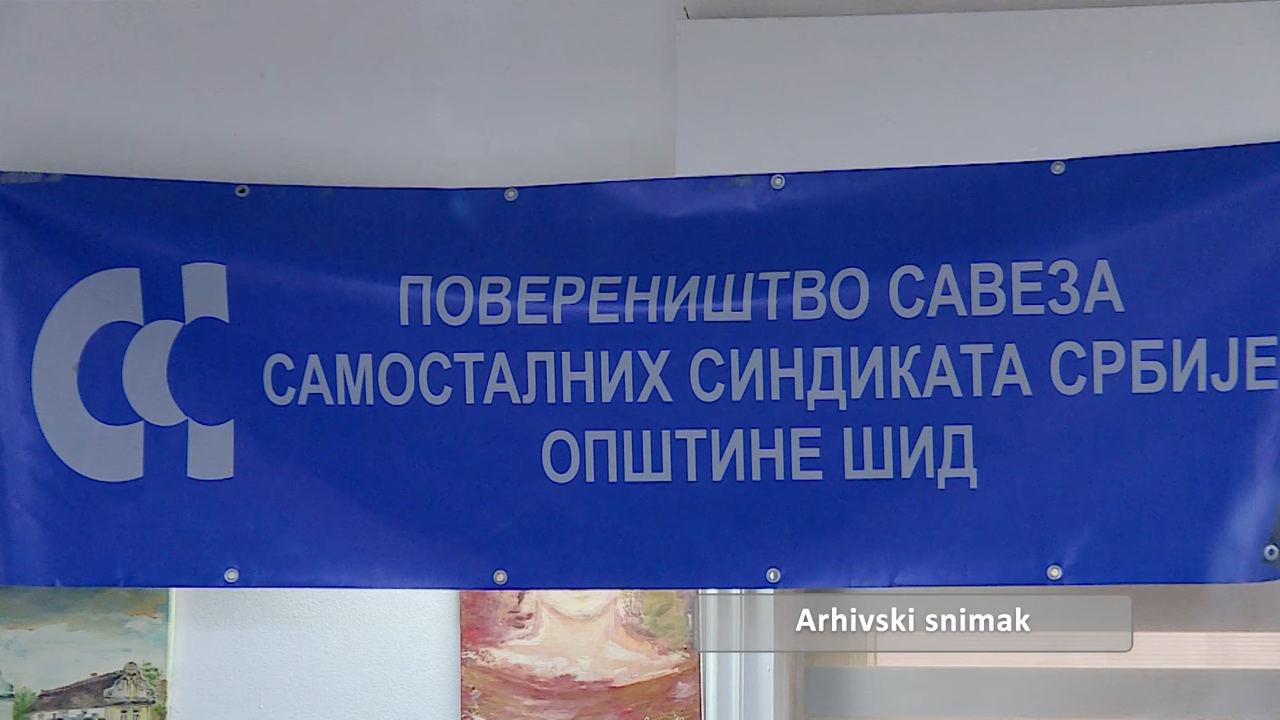 ПОВЕРЕНИШТВО САВЕЗА
САМОСТАЛНИХ СИНДИКАТА СРБИЈЕ
ОПШТИНЕ ШИД
Arhivski snimak